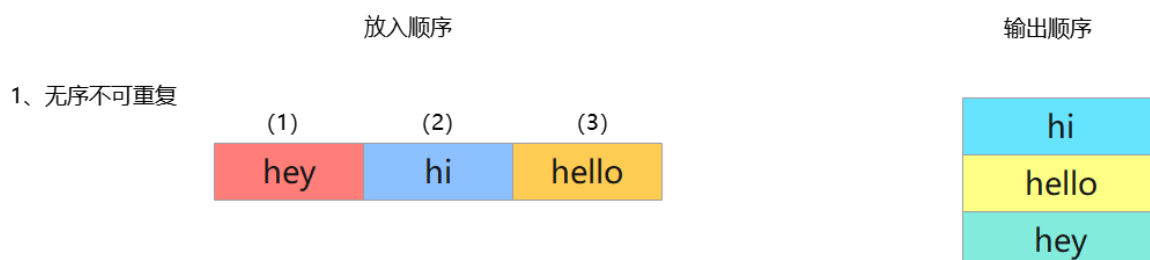 放入顺序
输出顺序
1、无序不可重复
（1） （2） （3）
hey hi hello
hi
hello
hey